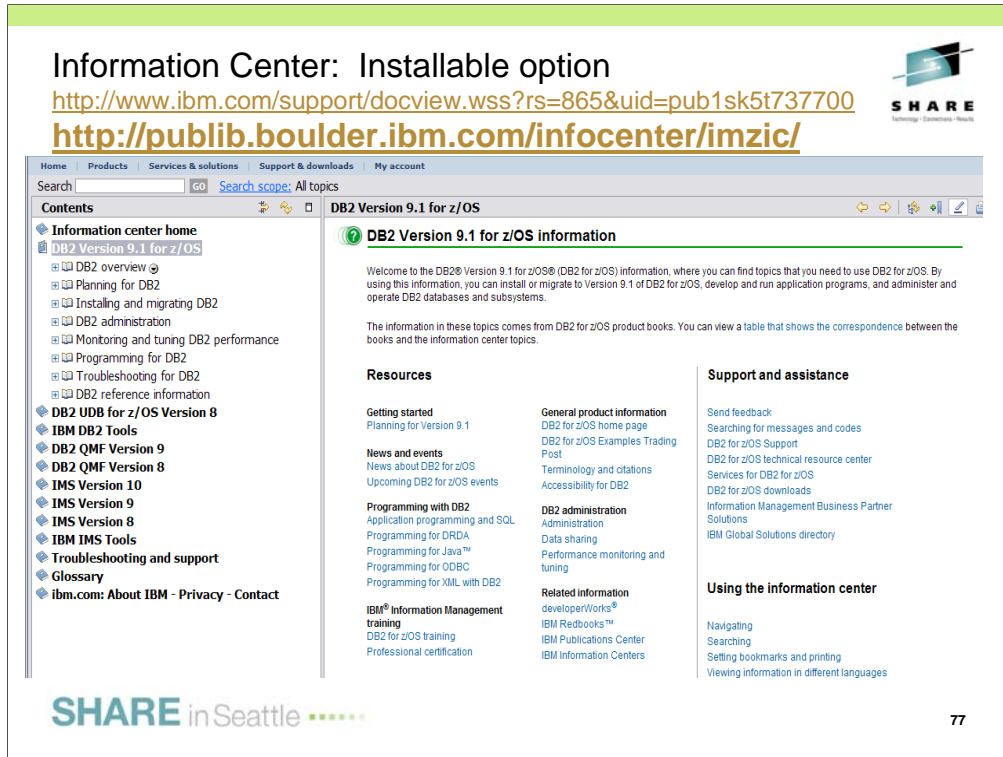 Information Center: Installable option
http://www.ibm.com/support/docview.wss?rs=865&uid=pub1sk5t737700
http://publib.boulder.ibm.com/infocenter/imzic/
SHARE
Technology · Connections · Results
Home | Products | Services & solutions | Support & downloads | My account
Search GO Search scope: All topics
Contents
Information center home
DB2 Version 9.1 for z/OS
DB2 overview
Planning for DB2
Installing and migrating DB2
DB2 administration
Monitoring and tuning DB2 performance
Programming for DB2
Troubleshooting for DB2
DB2 reference information
DB2 UDB for z/OS Version 8
IBM DB2 Tools
DB2 QMF Version 9
DB2 QMF Version 8
IMS Version 10
IMS Version 9
IMS Version 8
IBM IMS Tools
Troubleshooting and support
Glossary
ibm.com: About IBM - Privacy - Contact
DB2 Version 9.1 for z/OS
DB2 Version 9.1 for z/OS information
Welcome to the DB2® Version 9.1 for z/OS® (DB2 for z/OS) information, where you can find topics that you need to use DB2 for z/OS. By
using this information, you can install or migrate to Version 9.1 of DB2 for z/OS, develop and run application programs, and administer and
operate DB2 databases and subsystems.
The information in these topics comes from DB2 for z/OS product books. You can view a table that shows the correspondence between the
books and the information center topics.
Resources
Getting started
Planning for Version 9.1
News and events
News about DB2 for z/OS
Upcoming DB2 for z/OS events
Programming with DB2
Application programming and SQL
Programming for DRDA
Programming for Java™
Programming for ODBC
Programming for XML with DB2
IBM® Information Management
training
DB2 for z/OS training
Professional certification
General product information
DB2 for z/OS home page
DB2 for z/OS Examples Trading
Post
Terminology and citations
Accessibility for DB2
DB2 administration
Administration
Data sharing
Performance monitoring and
tuning
Related information
developerWorks®
IBM Redbooks™
IBM Publications Center
IBM Information Centers
Support and assistance
Send feedback
Searching for messages and codes
DB2 for z/OS Support
DB2 for z/OS technical resource center
Services for DB2 for z/OS
DB2 for z/OS downloads
Information Management Business Partner
Solutions
IBM Global Solutions directory
Using the information center
Navigating
Searching
Setting bookmarks and printing
Viewing information in different languages
SHARE in Seattle
77